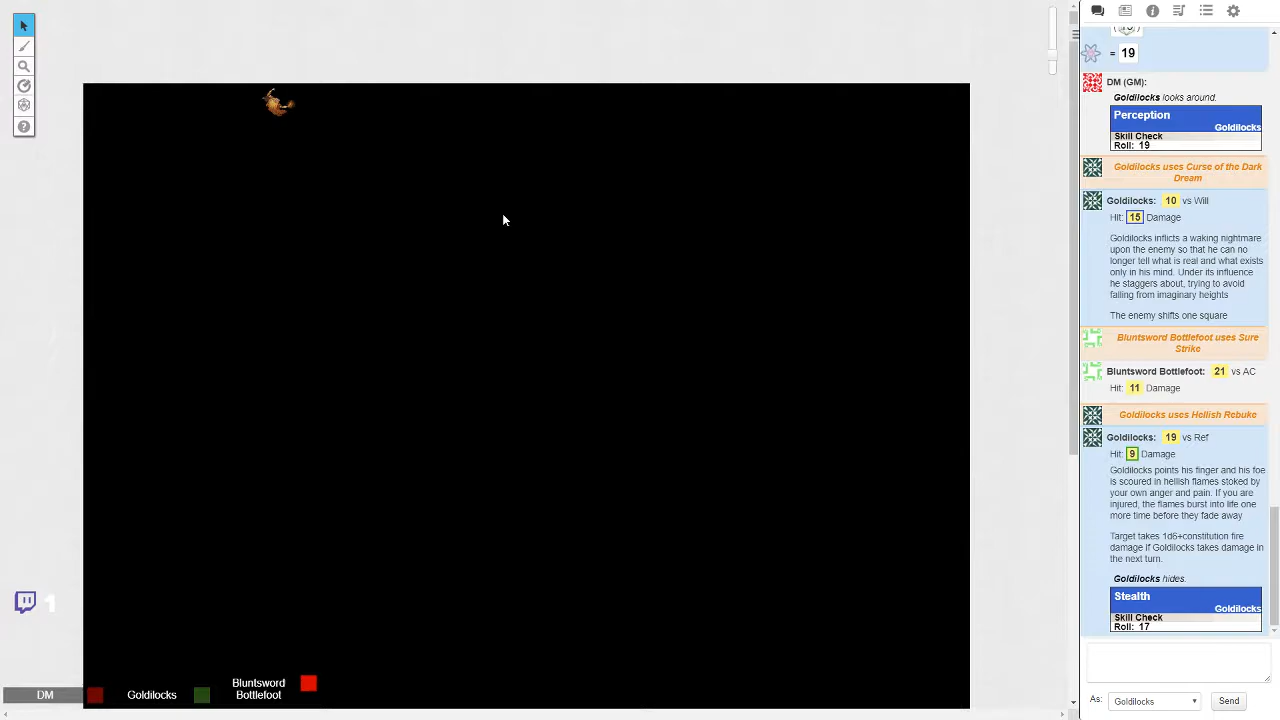 = 19
DM (GM):
Goldilocks looks around.
Perception
Goldilocks
Skill Check
Roll: 19
Goldilocks uses Curse of the Dark
Dream
Goldilocks: 10 vs Will
Hit: 15 Damage
Goldilocks inflicts a waking nightmare
upon the enemy so that he can no
longer tell what is real and what exists
only in his mind. Under its influence
he staggers about, trying to avoid
falling from imaginary heights
The enemy shifts one square
Bluntsword Bottlefoot uses Sure
Strike
Bluntsword Bottlefoot: 21 vs AC
Hit: 11 Damage
Goldilocks uses Hellish Rebuke
Goldilocks: 19 vs Ref
Hit: 9 Damage
Goldilocks points his finger and his foe
is scoured in hellish flames stoked by
your own anger and pain. If you are
injured, the flames burst into life one
more time before they fade away
Target takes 1d6+constitution fire
damage if Goldilocks takes damage in
the next turn.
Goldilocks hides.
Stealth
Goldilocks
Skill Check
Roll: 17
As: Goldilocks Send
1
DM
Goldilocks
Bluntsword
Bottlefoot